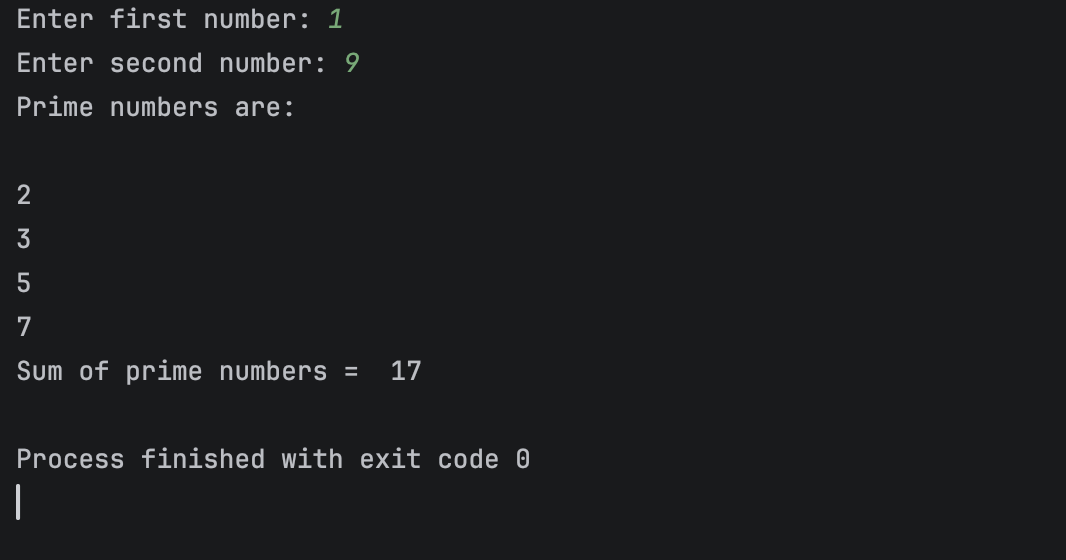 Enter first number: 1
Enter second number: 9
Prime numbers are:
2
3
5
7
Sum of prime numbers =  17
Process finished with exit code 0